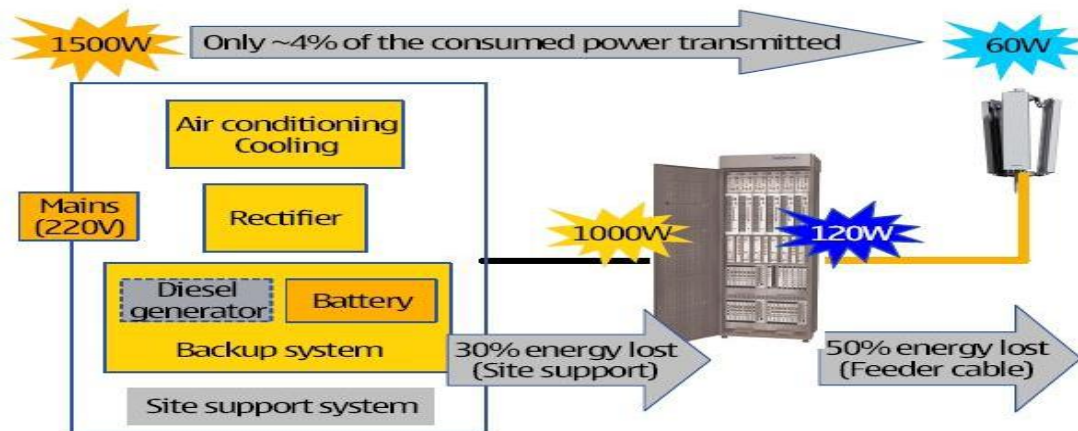 1500W
Only ~4% of the consumed power transmitted
60W
Air conditioning
Cooling
Mains
(220V)
Rectifier
1000W
120W
Diesel
generator
Battery
Backup system
30% energy lost
(Site support)
50% energy lost
(Feeder cable)
Site support system